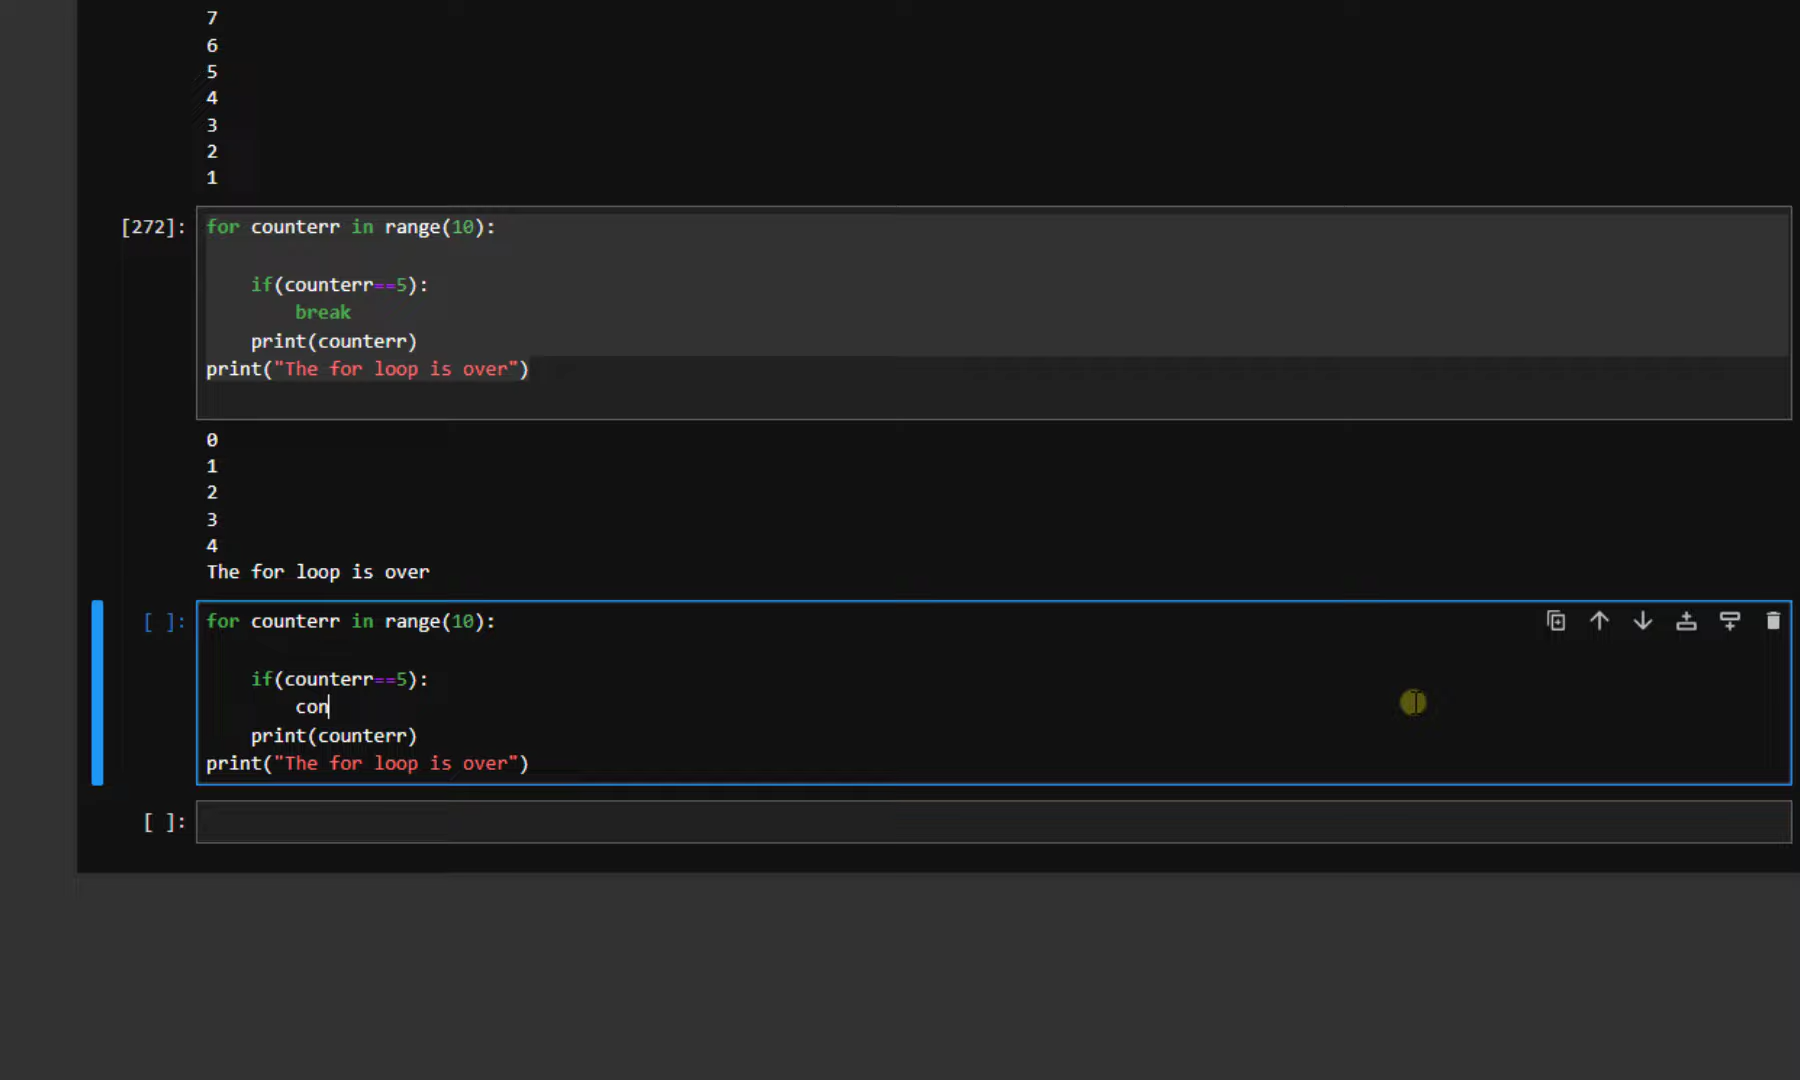 7
6
5
4
3
2
1
[272]:
for counterr in range(10):
if(counterr==5):
break
print(counterr)
print("The for loop is over")
0
1
2
3
4
The for loop is over
[ ]:
for counterr in range(10):
if(counterr==5):
con
print(counterr)
print("The for loop is over")
[ ]: